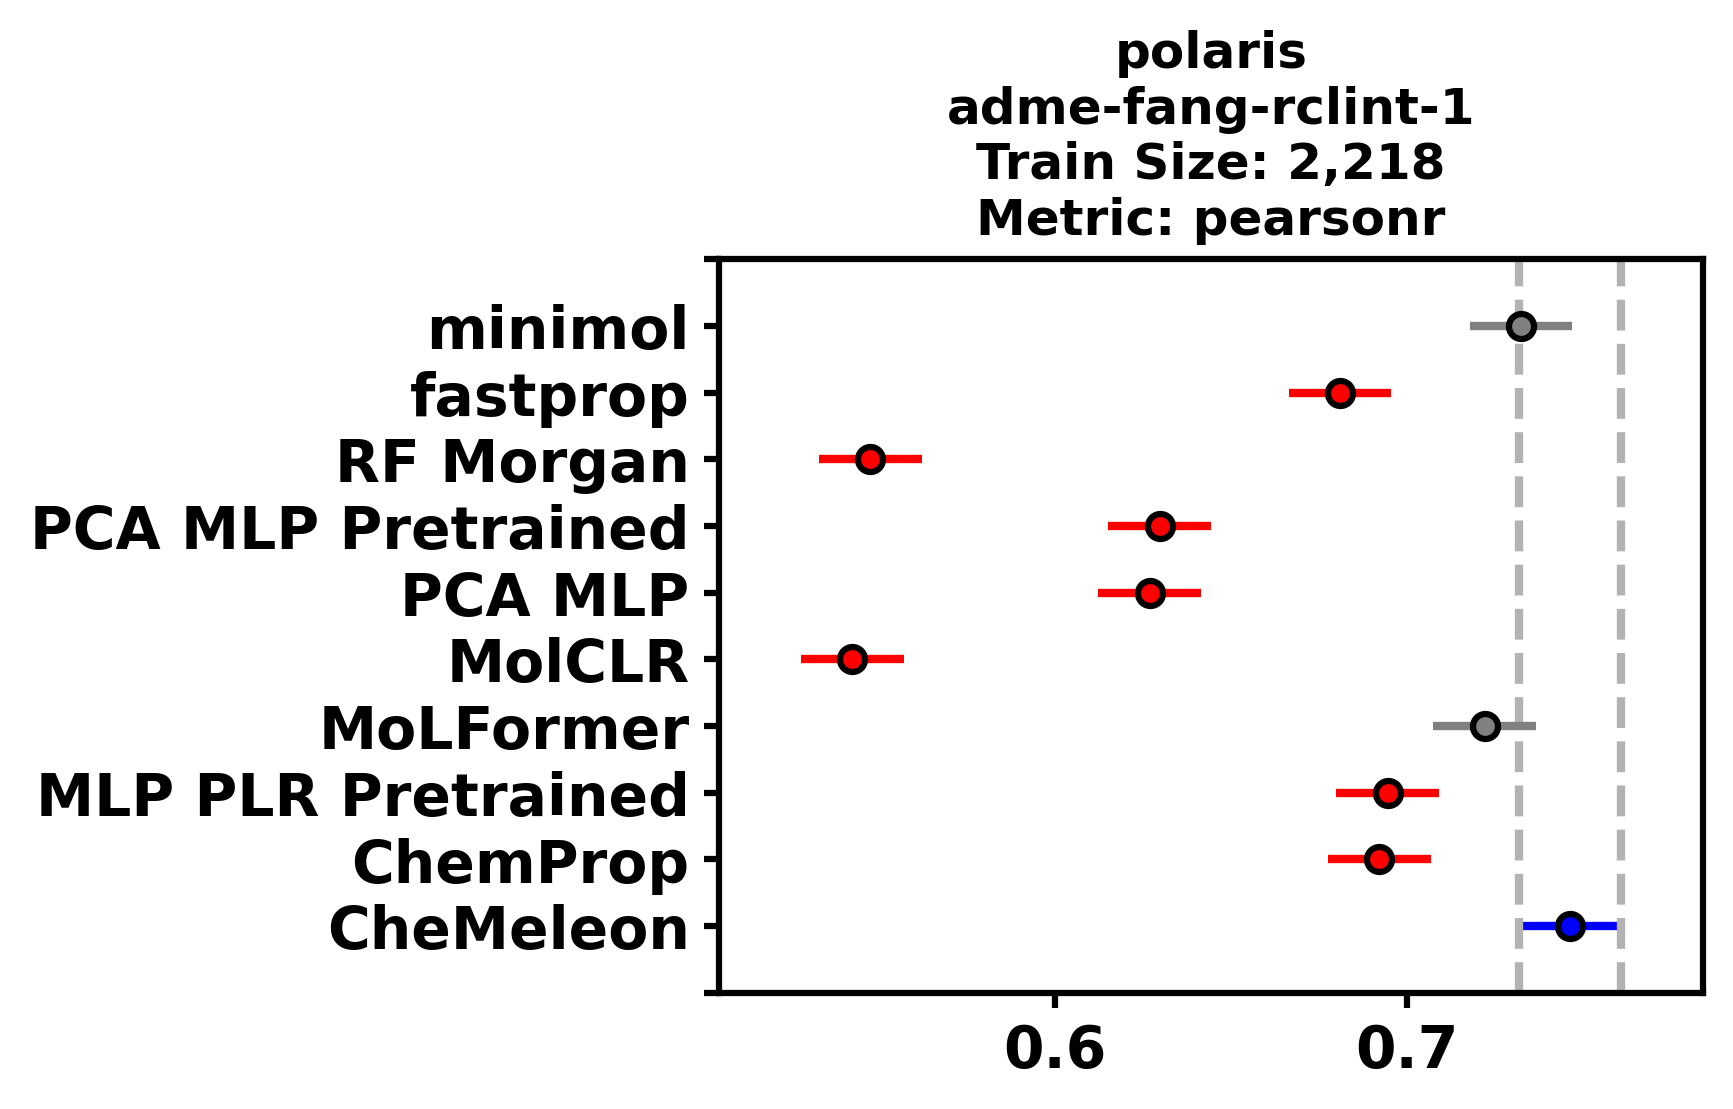 polaris
adme-fang-rclint-1
Train Size: 2,218
Metric: pearsonr
minimol
fastprop
RF Morgan
PCA MLP Pretrained
PCA MLP
MolCLR
MoLFormer
MLP PLR Pretrained
ChemProp
CheMeleon
0.6 0.7